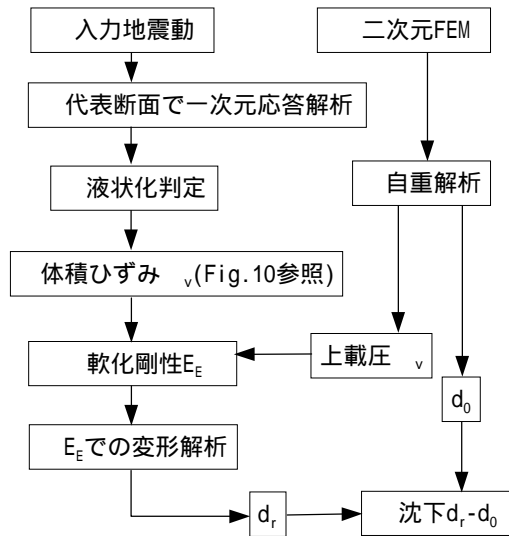 入力地震動
二次元FEM
代表断面で一次元応答解析
自重解析
液状化判定
体積ひずみ v(Fig.10参照)
上載圧 v
軟化剛性EE
d0
EEでの変形解析
dr
沈下dr-d0